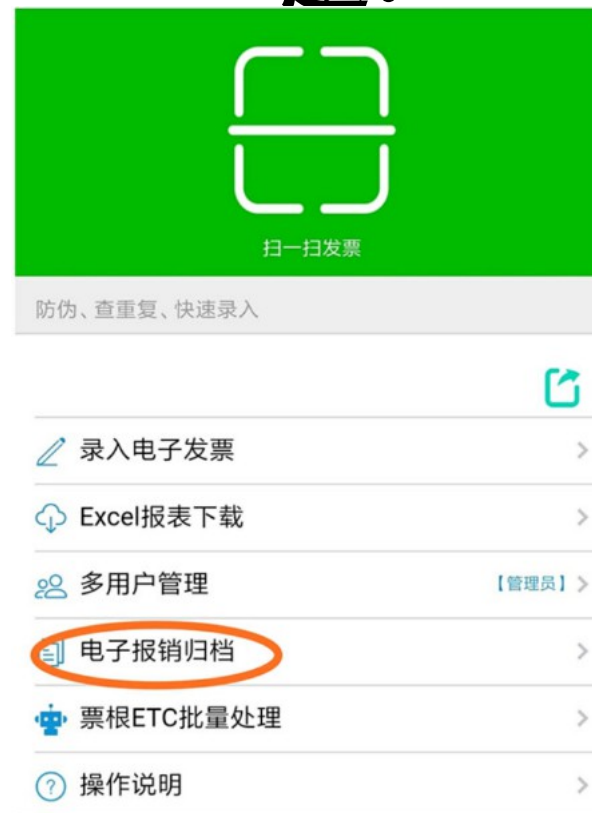 扫一扫发票
防伪、查重复、快速录入
录入电子发票
Excel报表下载
多用户管理 【管理员】
电子报销归档
票根ETC批量处理
操作说明